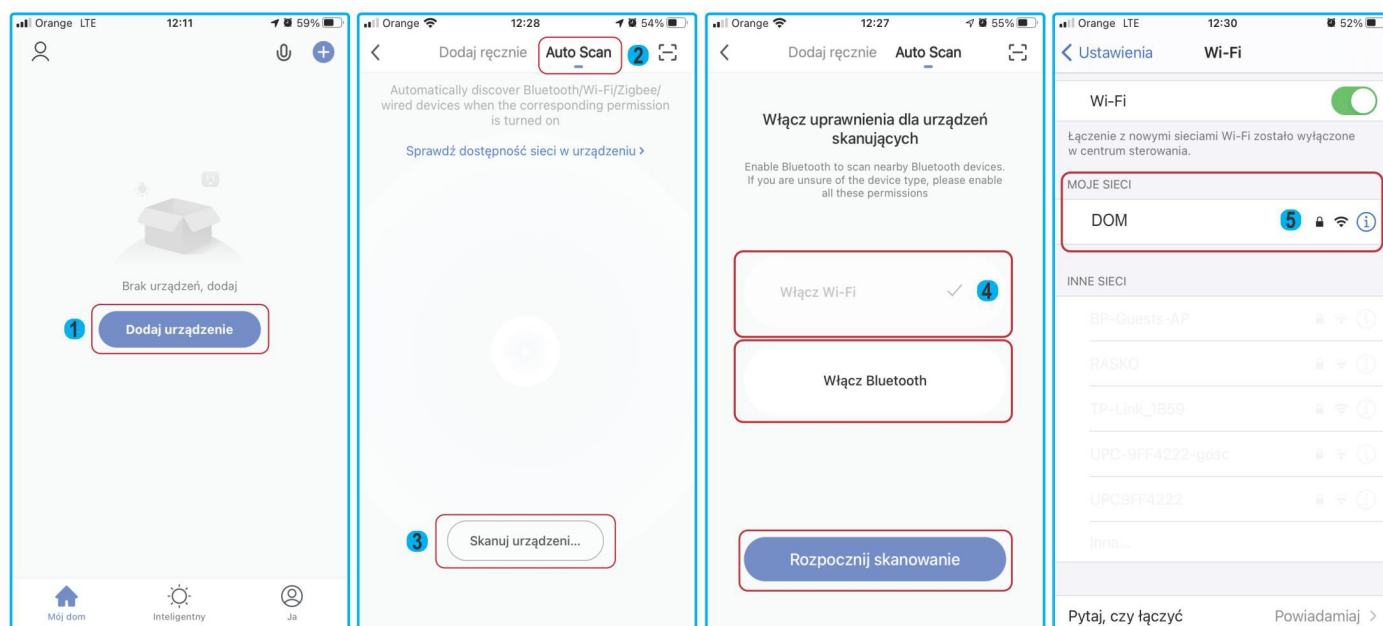 Orange LTE 12:11 59%
Brak urządzeń, dodaj
1 Dodaj urządzenie
Mój dom Inteligentny Ja
Orange 12:28 54%
Dodaj ręcznie Auto Scan 2
Automatically discover Bluetooth/Wi-Fi/Zigbee/
wired devices when the corresponding permission
is turned on
Sprawdź dostępność sieci w urządzeniu >
3 Skanuj urządzeni...
Orange 12:27 55%
Dodaj ręcznie Auto Scan
Włącz uprawnienia dla urządzeń
skanujących
Enable Bluetooth to scan nearby Bluetooth devices.
If you are unsure of the device type, please enable
all these permissions
Włącz Wi-Fi 4
Włącz Bluetooth
Rozpocznij skanowanie
Orange LTE 12:30 52%
Ustawienia Wi-Fi
Wi-Fi
Łączenie z nowymi sieciami Wi-Fi zostało wyłączone
w centrum sterowania.
MOJE SIECI
DOM 5
INNE SIECI
BP-Guests-AP
RASKO
TP-Link_1859
UPC-9FF4222-gosc
UPC9FF4222
Inna...
Pytaj, czy łączyć Powiadamiaj >